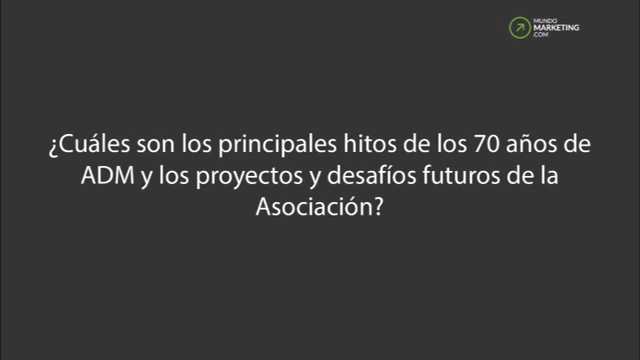 MUNDO
MARKETING
.COM
¿Cuáles son los principales hitos de los 70 años de
ADM y los proyectos y desafíos futuros de la
Asociación?